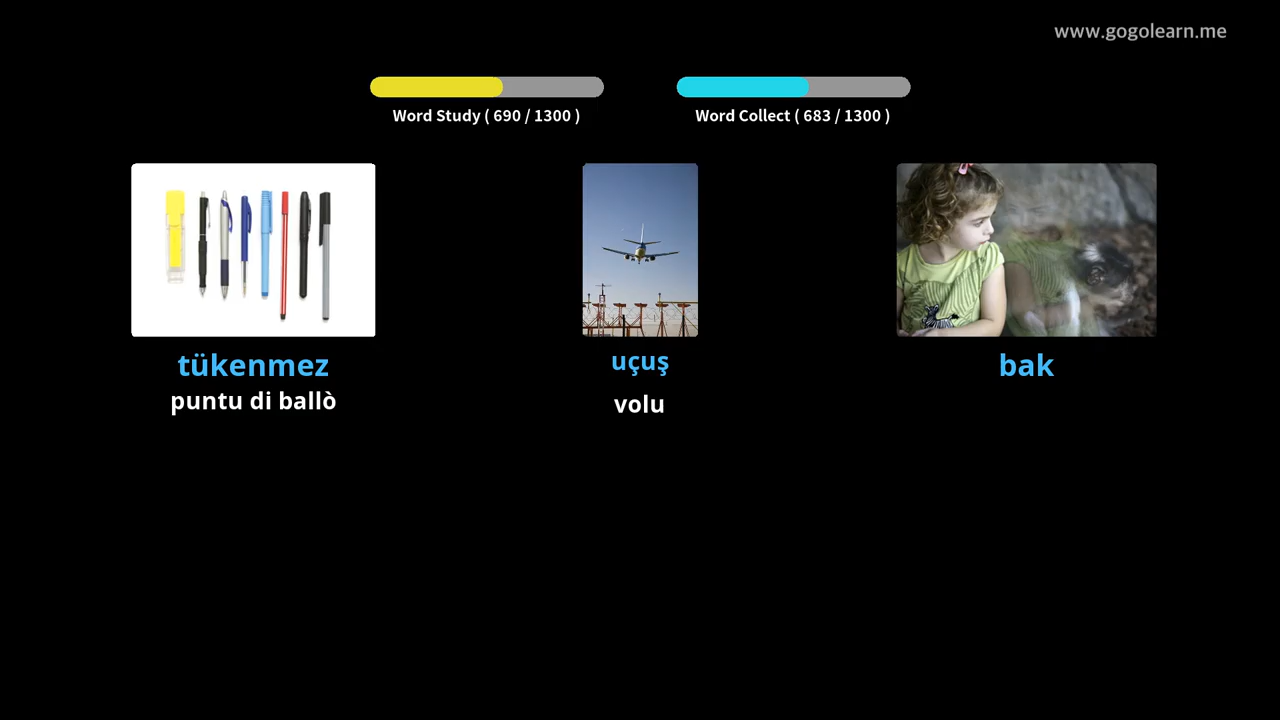 www.gogolearn.me
Word Study ( 690 / 1300 )
Word Collect ( 683 / 1300 )
tükenmez
puntu di ballò
uçuş
volu
bak